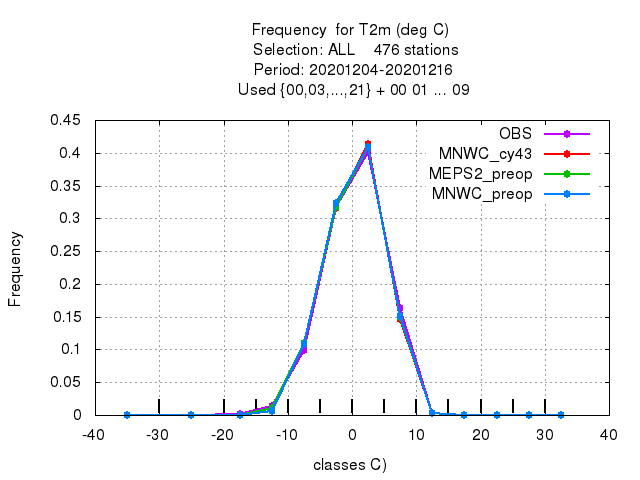 Frequency  for T2m (deg C)
Selection: ALL    476 stations
Period: 20201204-20201216
Used {00,03,...,21} + 00 01 ... 09
0.45
0.4
0.35
0.3
0.25
0.2
0.15
0.1
0.05
0
Frequency
OBS
MNWC_cy43
MEPS2_preop
MNWC_preop
-40 -30 -20 -10 0 10 20 30 40
classes C)